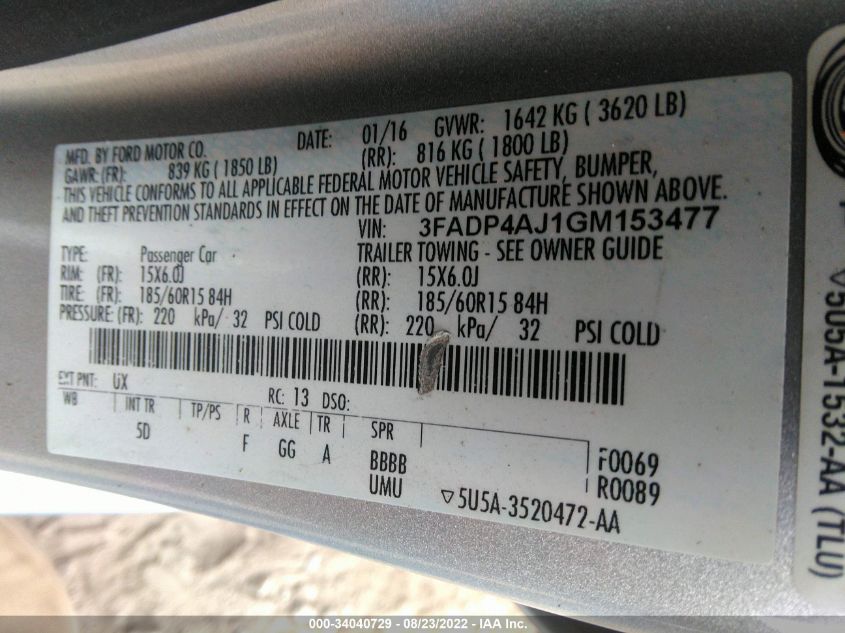 MFD. BY FORD MOTOR CO. DATE: 01/16 GVWR: 1642 KG ( 3620 LB)
GAWR: (FR): 839 KG ( 1850 LB) (RR): 816 KG ( 1800 LB)
THIS VEHICLE CONFORMS TO ALL APPLICABLE FEDERAL MOTOR VEHICLE SAFETY, BUMPER,
AND THEFT PREVENTION STANDARDS IN EFFECT ON THE DATE OF MANUFACTURE SHOWN ABOVE.
VIN: 3FADP4AJ1GM153477
TYPE: Passenger Car TRAILER TOWING - SEE OWNER GUIDE
RIM: (FR): 15X6.0J (RR): 15X6.0J
TIRE: (FR): 185/60R15 84H (RR): 185/60R15 84H
PRESSURE: (FR): 220 kPa/ 32 PSI COLD (RR): 220 kPa/ 32 PSI COLD
EXT PNT: UX RC: 13 DSO:
WB INT TR TP/PS R AXLE TR SPR
5D F GG A BBBB F0069
UMU R0089
▽5U5A-3520472-AA
▽5U5A-1532-AA (TLU)
000-34040729 - 08/23/2022 - IAA Inc.